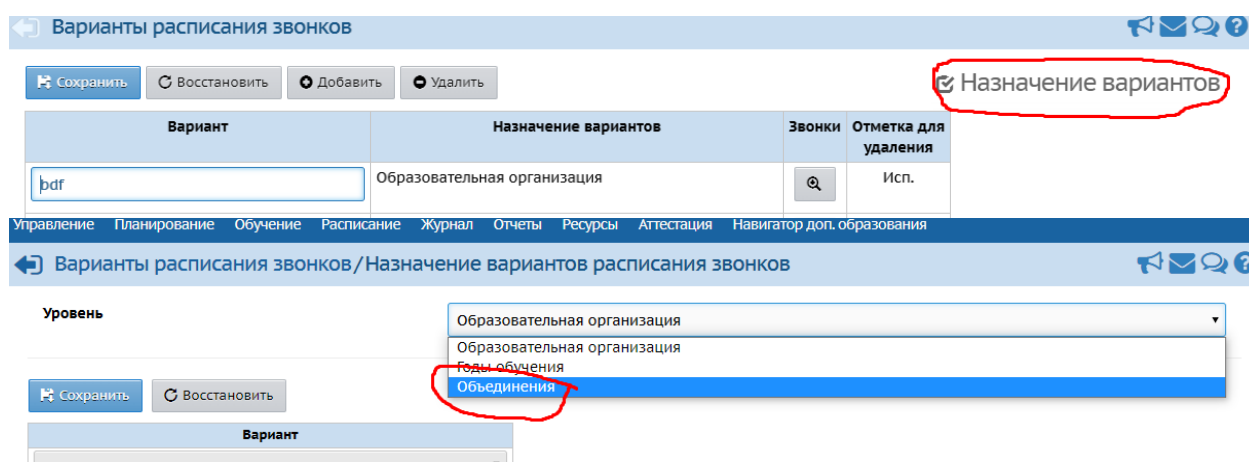 Варианты расписания звонков
Сохранить Восстановить Добавить Удалить Назначение вариантов
Вариант Назначение вариантов Звонки Отметка для удаления
bdf Образовательная организация Исп.
Управление Планирование Обучение Расписание Журнал Отчеты Ресурсы Аттестация Навигатор доп. образования
Варианты расписания звонков/Назначение вариантов расписания звонков
Уровень Образовательная организация
Образовательная организация
Годы обучения
Объединения
Сохранить Восстановить
Вариант